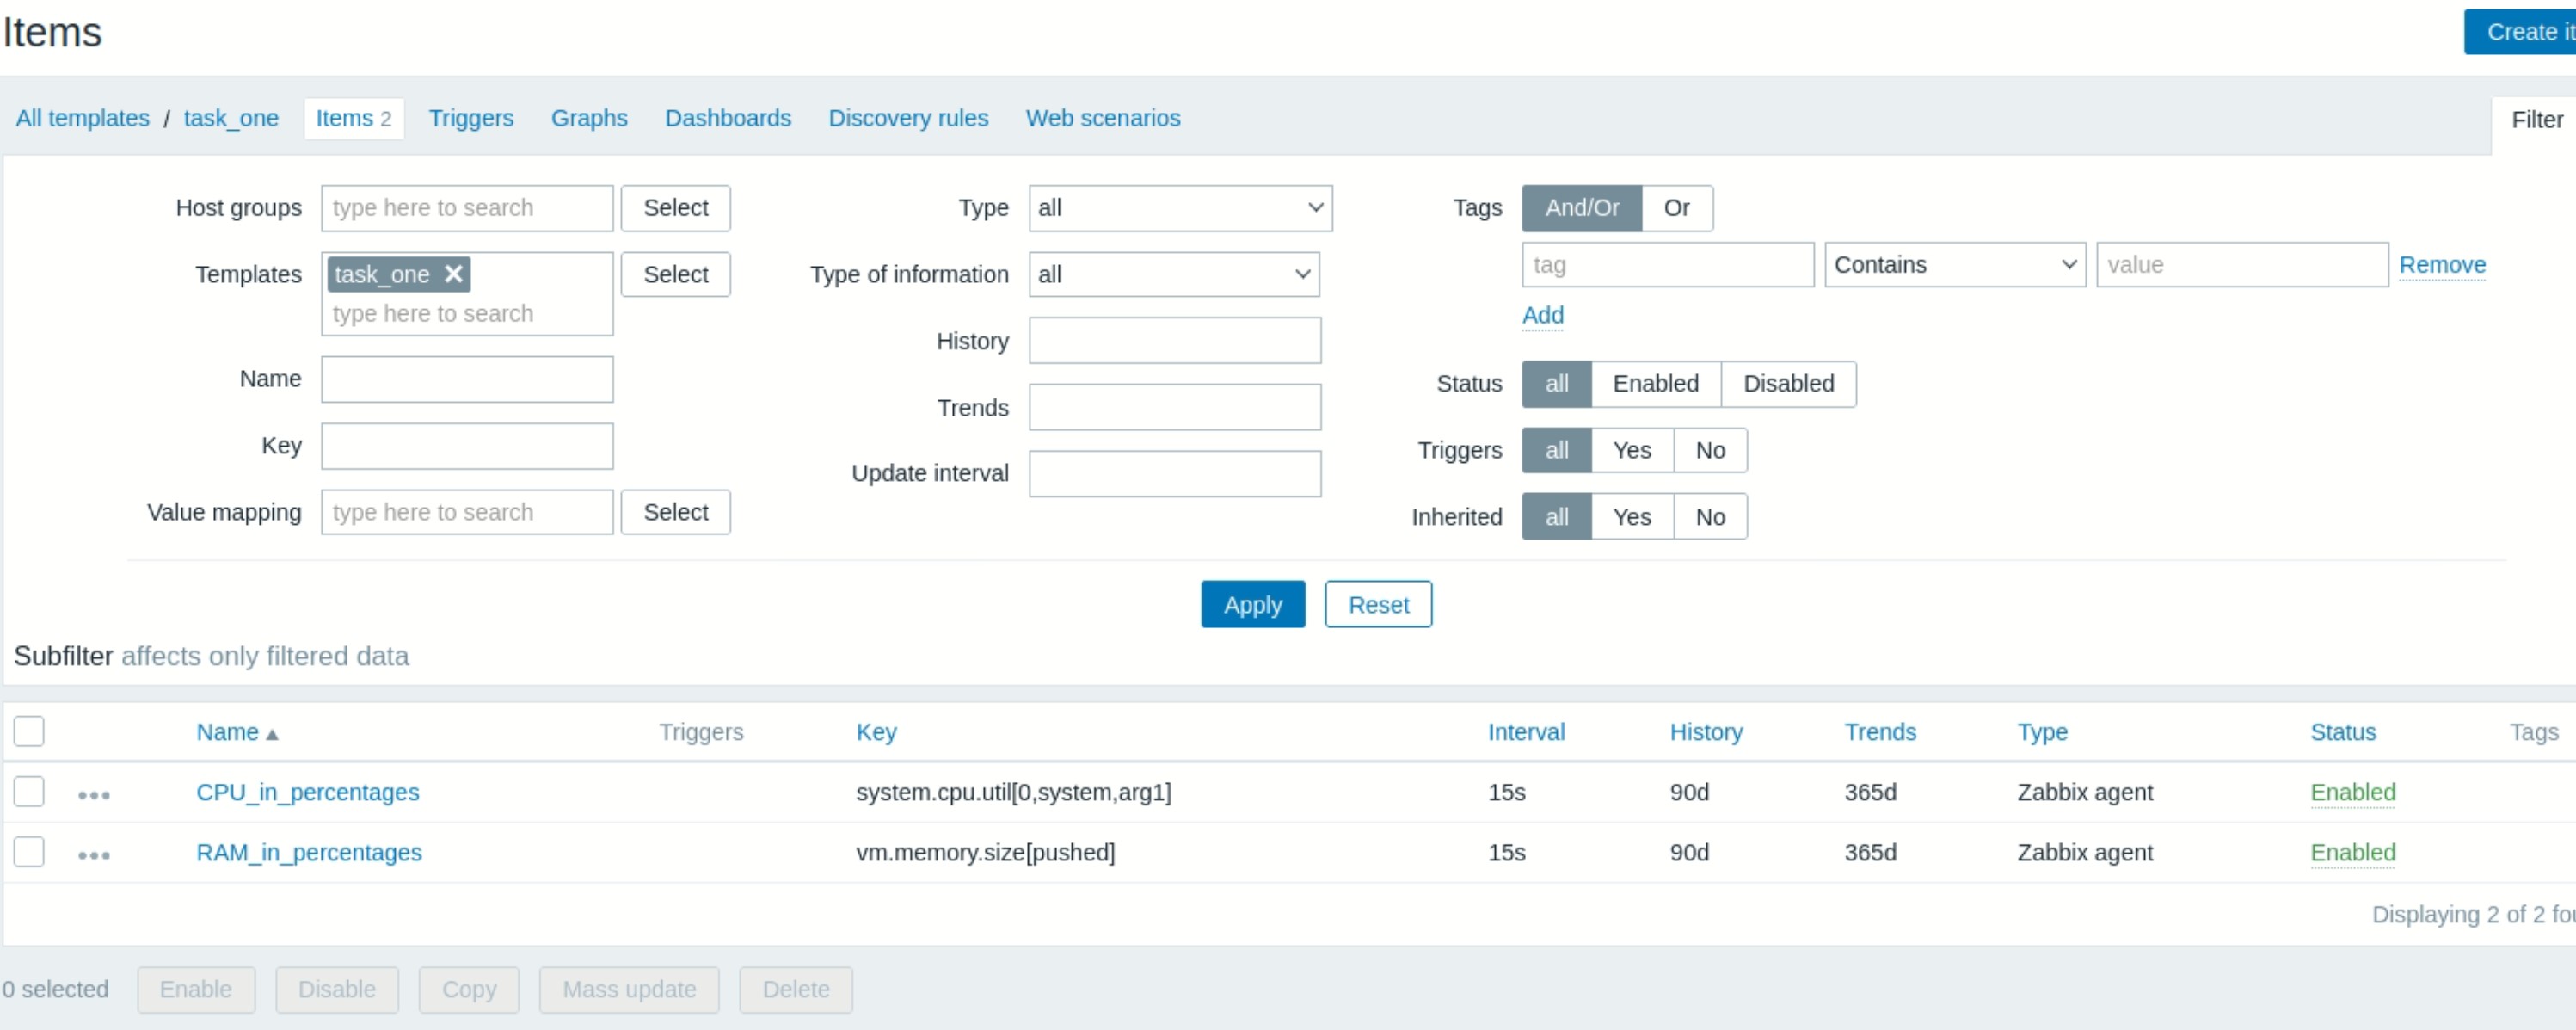 Items
Create it
All templates / task_one Items 2 Triggers Graphs Dashboards Discovery rules Web scenarios
Filter
Host groups type here to search Select
Templates task_one Select
type here to search
Name
Key
Value mapping type here to search Select
Type all
Type of information all
History
Trends
Update interval
Tags And/Or Or
tag Contains value Remove
Add
Status all Enabled Disabled
Triggers all Yes No
Inherited all Yes No
Apply Reset
Subfilter affects only filtered data
Name Triggers Key Interval History Trends Type Status Tags
CPU_in_percentages system.cpu.util[0,system,arg1] 15s 90d 365d Zabbix agent Enabled
RAM_in_percentages vm.memory.size[pushed] 15s 90d 365d Zabbix agent Enabled
Displaying 2 of 2 fou
0 selected Enable Disable Copy Mass update Delete